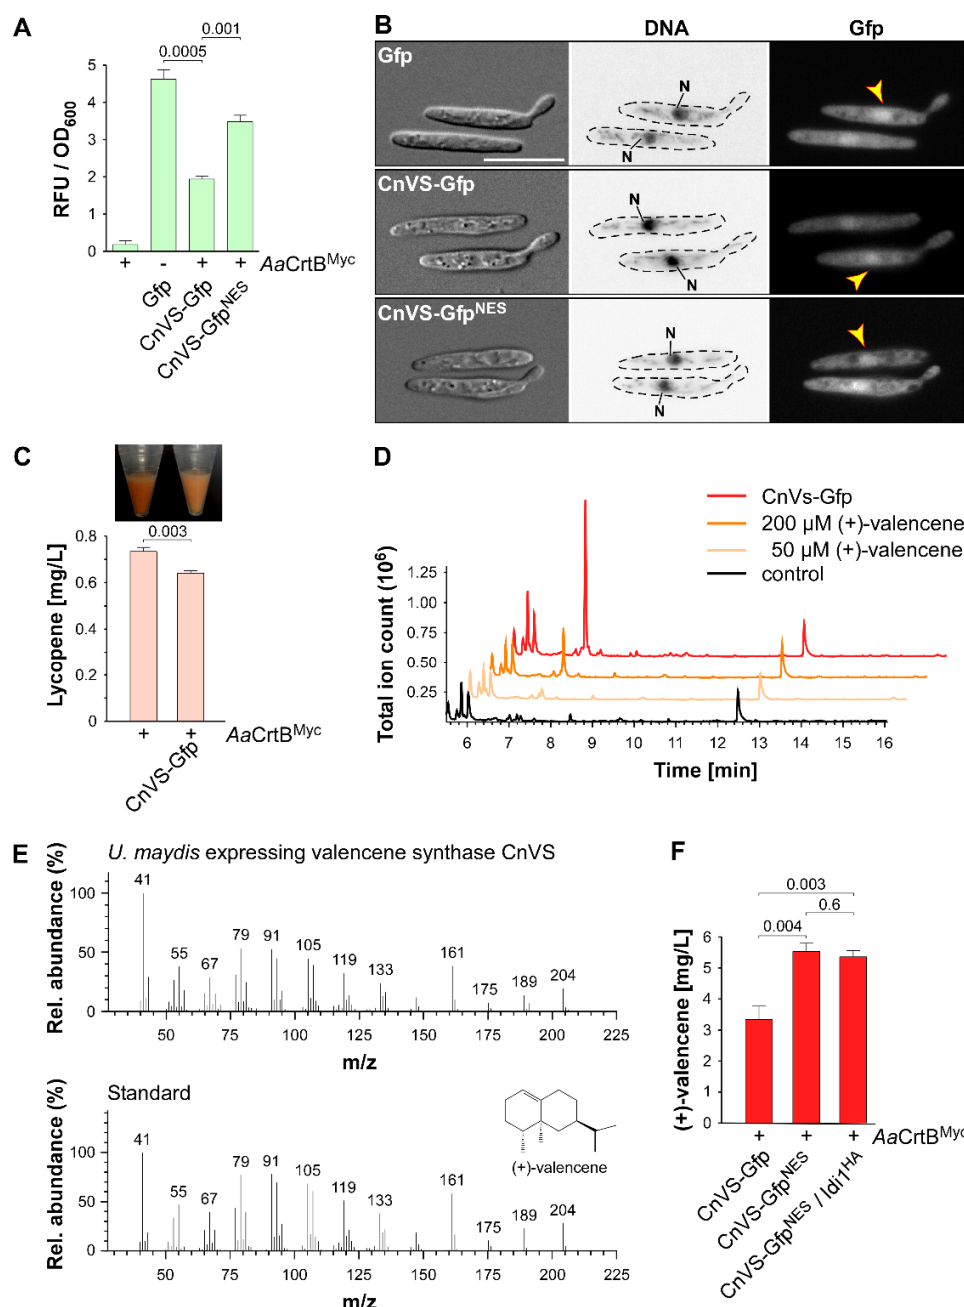 A
0.001
0.0005
5
4
3
2
1
0
RFU / OD600
+ - + + AaCrtBMyc
Gfp
CnVS-Gfp
CnVS-GfpNES
B
DNA
Gfp
Gfp
N
N
CnVS-Gfp
N
N
CnVS-GfpNES
N
N
C
0.003
0.8
0.6
0.4
0.2
0
Lycopene [mg/L]
+ + AaCrtBMyc
CnVS-Gfp
D
CnVs-Gfp
200 µM (+)-valencene
50 µM (+)-valencene
control
1.25
1.00
0.75
0.50
0.25
Total ion count (10⁶)
6 7 8 9 10 11 12 13 14 15 16
Time [min]
E
U. maydis expressing valencene synthase CnVS
Rel. abundance (%)
100
50
0
41 55 67 79 91 105 119 133 161 175 189 204
50 75 100 125 150 175 200 225
m/z
Standard
Rel. abundance (%)
100
50
0
41 55 67 79 91 105 119 133 161 175 189 204
(+)-valencene
50 75 100 125 150 175 200 225
m/z
F
0.003
0.6
0.004
6
5
4
3
2
1
0
(+)-valencene [mg/L]
+ + + AaCrtBMyc
CnVS-Gfp
CnVS-GfpNES
CnVS-GfpNES / Idi1HA